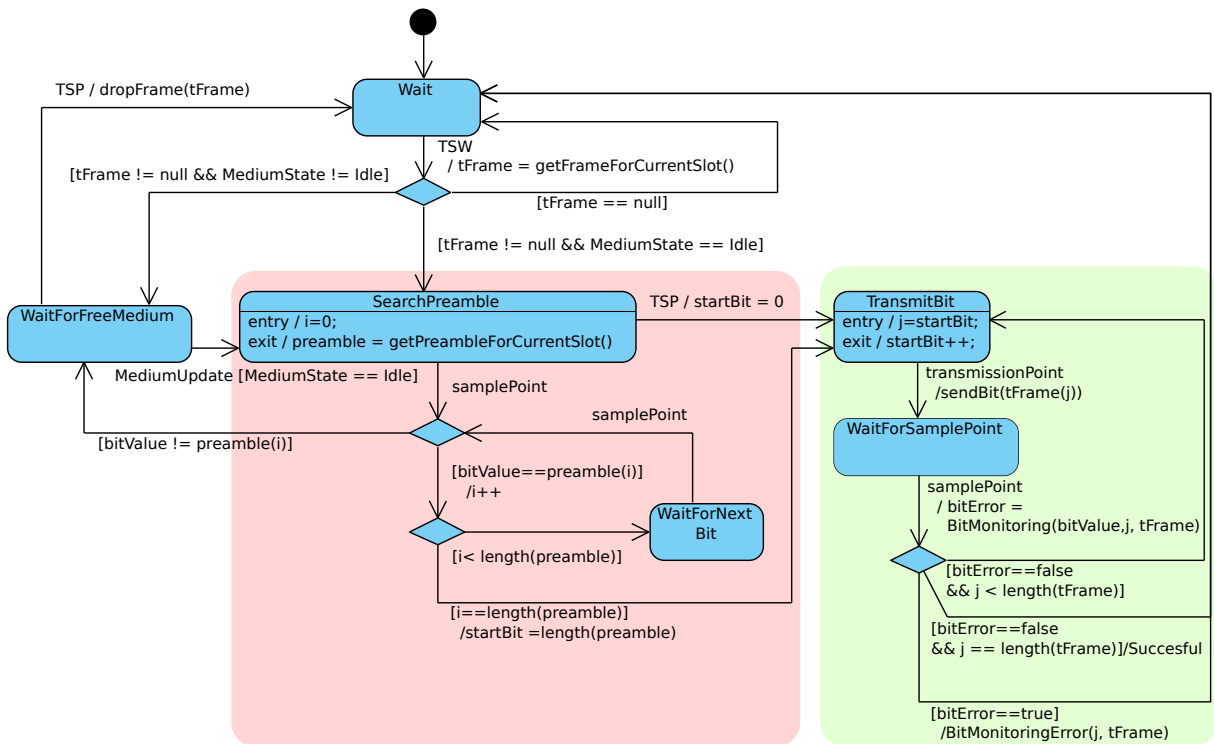 Wait
TSP / dropFrame(tFrame)
TSW
/ tFrame = getFrameForCurrentSlot()
[tFrame != null && MediumState != Idle]
[tFrame == null]
[tFrame != null && MediumState == Idle]
WaitForFreeMedium
SearchPreamble
entry / i=0;
exit / preamble = getPreambleForCurrentSlot()
TSP / startBit = 0
TransmitBit
entry / j=startBit;
exit / startBit++;
MediumUpdate [MediumState == Idle]
samplePoint
transmissionPoint
/sendBit(tFrame(j))
samplePoint
[bitValue != preamble(i)]
WaitForSamplePoint
[bitValue==preamble(i)]
/i++
WaitForNext
Bit
samplePoint
/ bitError =
BitMonitoring(bitValue,j, tFrame)
[i< length(preamble)]
[bitError==false
&& j < length(tFrame)]
[i==length(preamble)]
/startBit =length(preamble)
[bitError==false
&& j == length(tFrame)]/Succesful
[bitError==true]
/BitMonitoringError(j, tFrame)